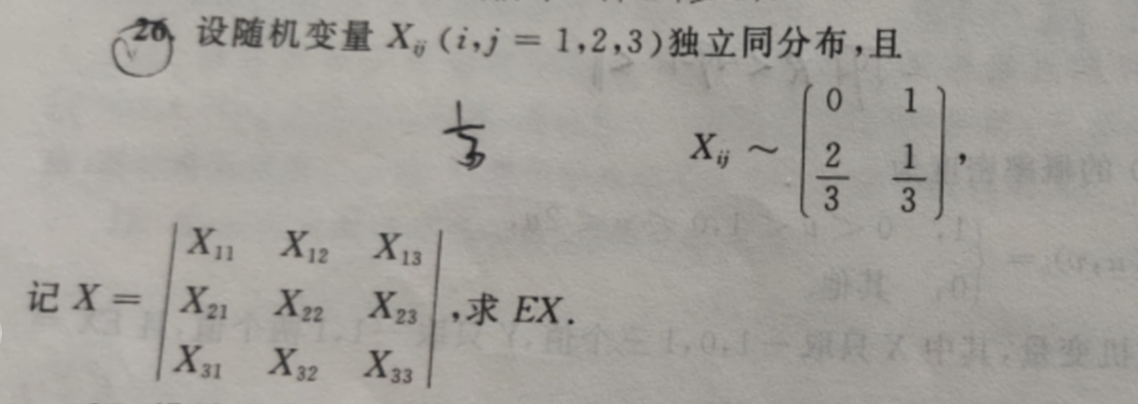 26. 设随机变量 X_{ij} (i,j = 1,2,3)独立同分布,且
1/3
X_{ij} ~ \begin{pmatrix} 0 & 1 \\ \frac{2}{3} & \frac{1}{3} \end{pmatrix},
记 X = \begin{vmatrix} X_{11} & X_{12} & X_{13} \\ X_{21} & X_{22} & X_{23} \\ X_{31} & X_{32} & X_{33} \end{vmatrix},求 EX.